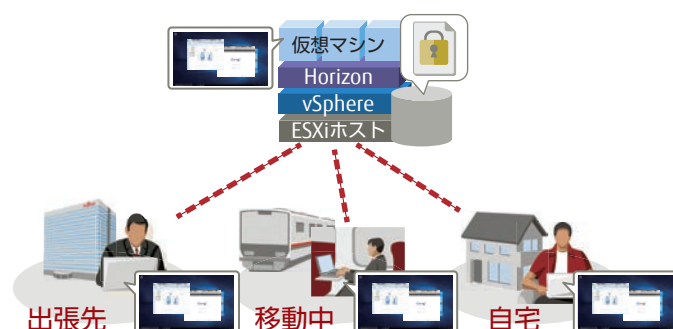 仮想マシン
Horizon
vSphere
ESXiホスト
出張先
移動中
自宅